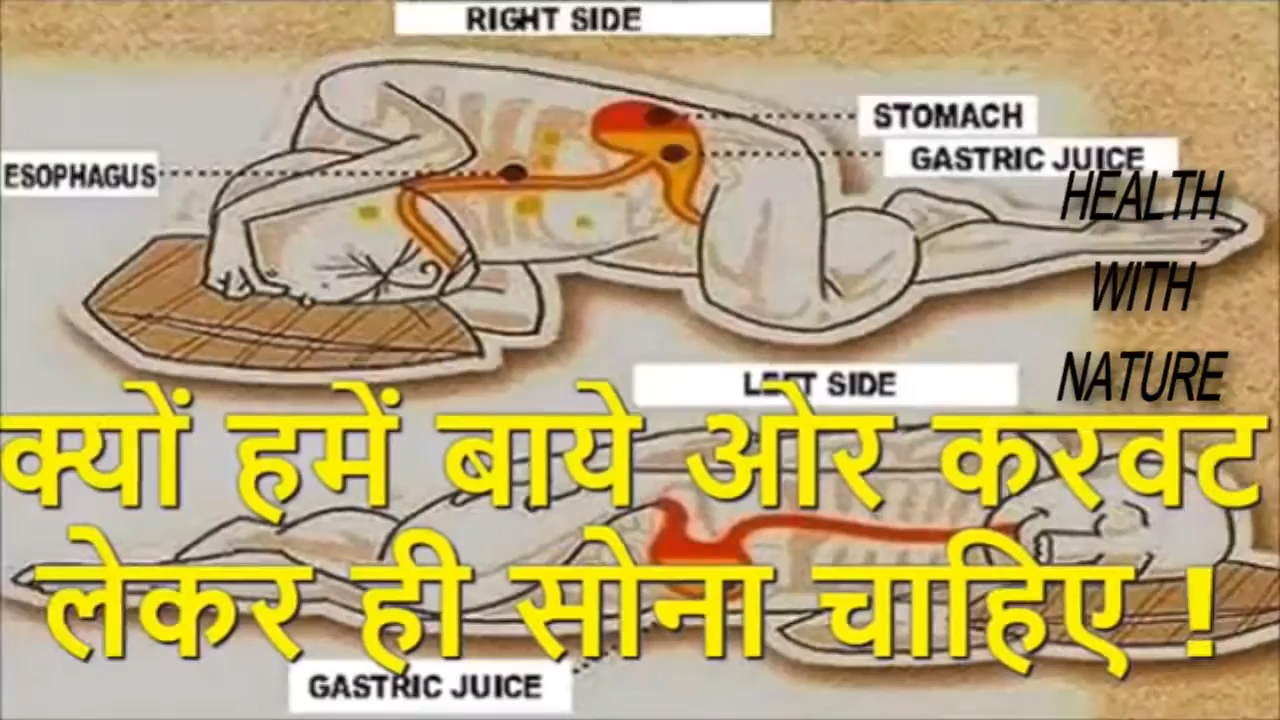 RIGHT SIDE
STOMACH
GASTRIC JUICE
ESOPHAGUS
HEALTH
WITH
NATURE
LEFT SIDE
क्यों हमें बाये ओर करवट
लेकर ही सोना चाहिए !
GASTRIC JUICE